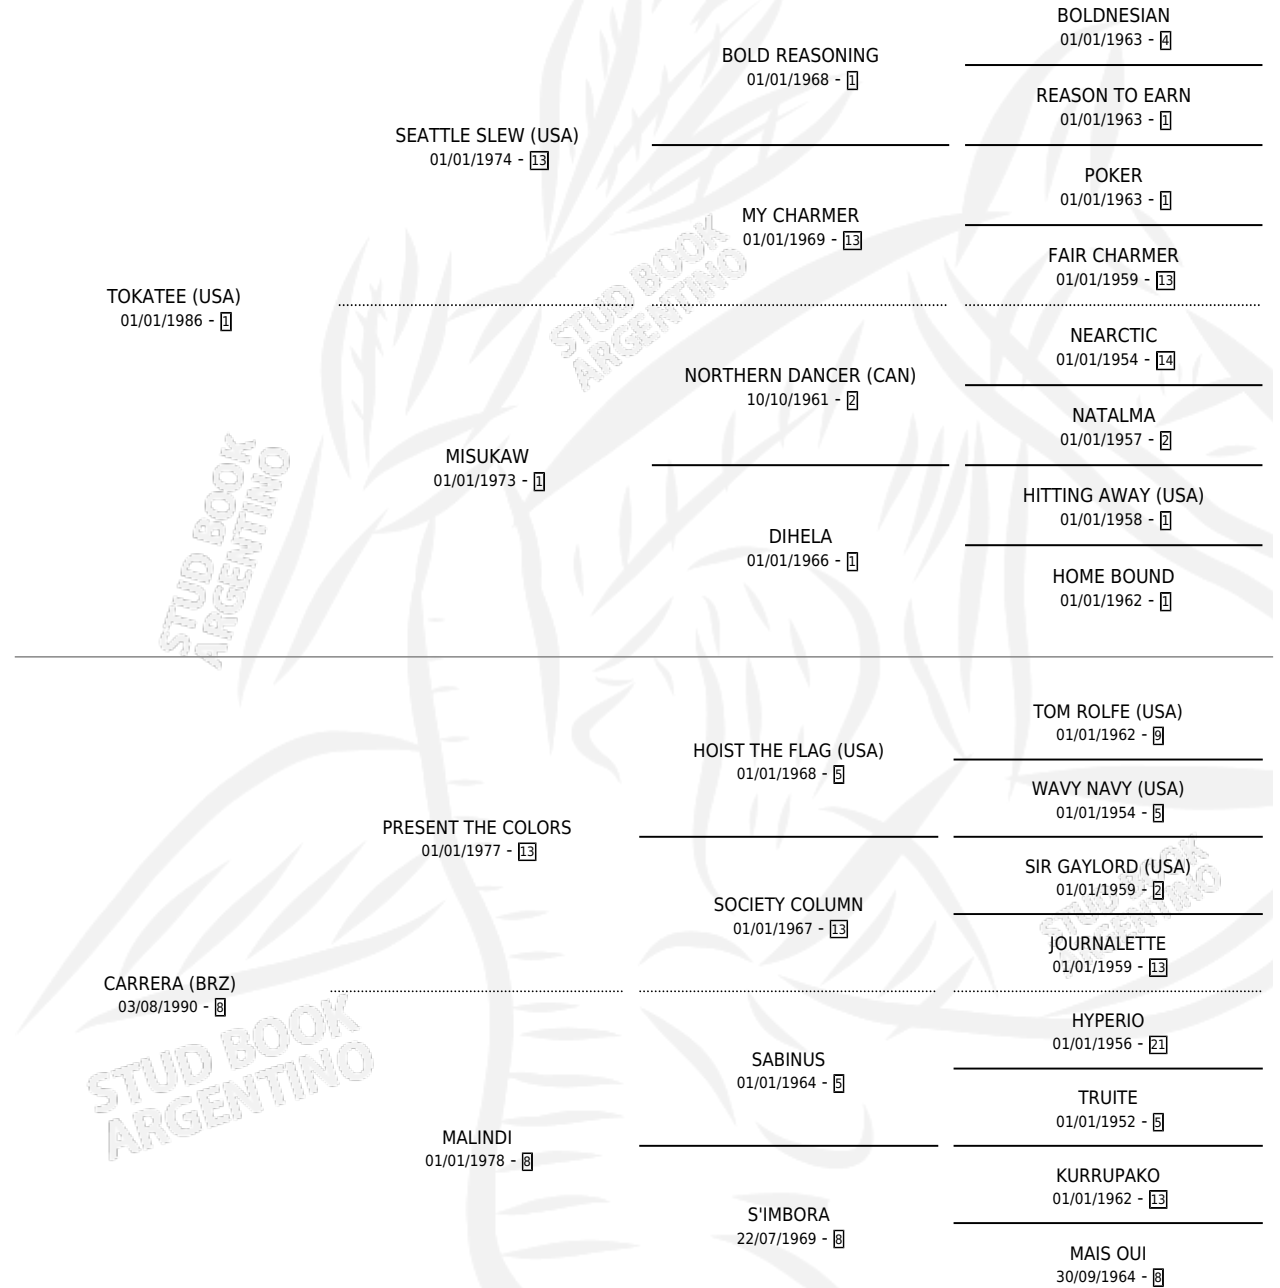 BOLDNESIAN
01/01/1963 - 4
BOLD REASONING
01/01/1968 - 1
REASON TO EARN
01/01/1963 - 1
SEATTLE SLEW (USA)
01/01/1974 - 13
POKER
01/01/1963 - 1
MY CHARMER
01/01/1969 - 13
FAIR CHARMER
01/01/1959 - 13
TOKATEE (USA)
01/01/1986 - 1
STUD BOOK
ARGENTINO
NEARCTIC
01/01/1954 - 14
NORTHERN DANCER (CAN)
10/10/1961 - 2
NATALMA
01/01/1957 - 2
MISUKAW
01/01/1973 - 1
HITTING AWAY (USA)
01/01/1958 - 1
DIHELA
01/01/1966 - 1
HOME BOUND
01/01/1962 - 1
STUD BOOK
ARGENTINO
TOM ROLFE (USA)
01/01/1962 - 9
HOIST THE FLAG (USA)
01/01/1968 - 5
WAVY NAVY (USA)
01/01/1954 - 5
PRESENT THE COLORS
01/01/1977 - 13
SIR GAYLORD (USA)
01/01/1959 - 2
SOCIETY COLUMN
01/01/1967 - 13
STUD BOOK
ARGENTINO
JOURNALETTE
01/01/1959 - 13
CARRERA (BRZ)
03/08/1990 - 8
HYPERIO
01/01/1956 - 21
SABINUS
01/01/1964 - 5
TRUITE
01/01/1952 - 5
STUD BOOK
ARGENTINO
MALINDI
01/01/1978 - 8
KURRUPAKO
01/01/1962 - 13
S'IMBORA
22/07/1969 - 8
MAIS OUI
30/09/1964 - 8